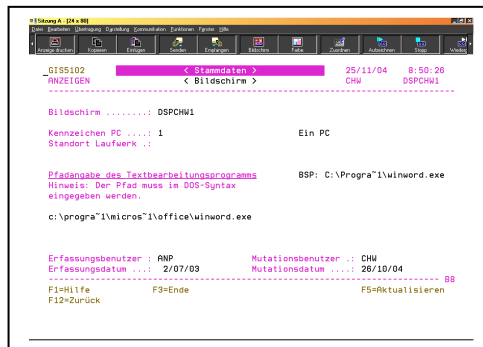 Sitzung A - [24 x 80]
Datei Bearbeiten Übertragung Darstellung Kommunikation Funktionen Fenster Hilfe
Anzeige drucken Kopieren Einfügen Senden Empfangen Bildschirm Farbe Zuordnen Aufzeichnen Stopp
GIS5102 < Stammdaten > 25/11/04 8:50:26
ANZEIGEN < Bildschirm > CHW DSPCHW1
Bildschirm ........: DSPCHW1
Kennzeichen PC ....: 1 Ein PC
Standort Laufwerk .:
Pfadangabe des Textbearbeitungsprogramms BSP: C:\Progra~1\winword.exe
Hinweis: Der Pfad muss im DOS-Syntax
eingegeben werden.
c:\progra~1\micros~1\office\winword.exe
Erfassungsbenutzer : ANP Mutationsbenutzer .: CHW
Erfassungsdatum ...: 2/07/03 Mutationsdatum ....: 26/10/04
BB
F1=Hilfe F3=Ende F5=Aktualisieren
F12=Zurück